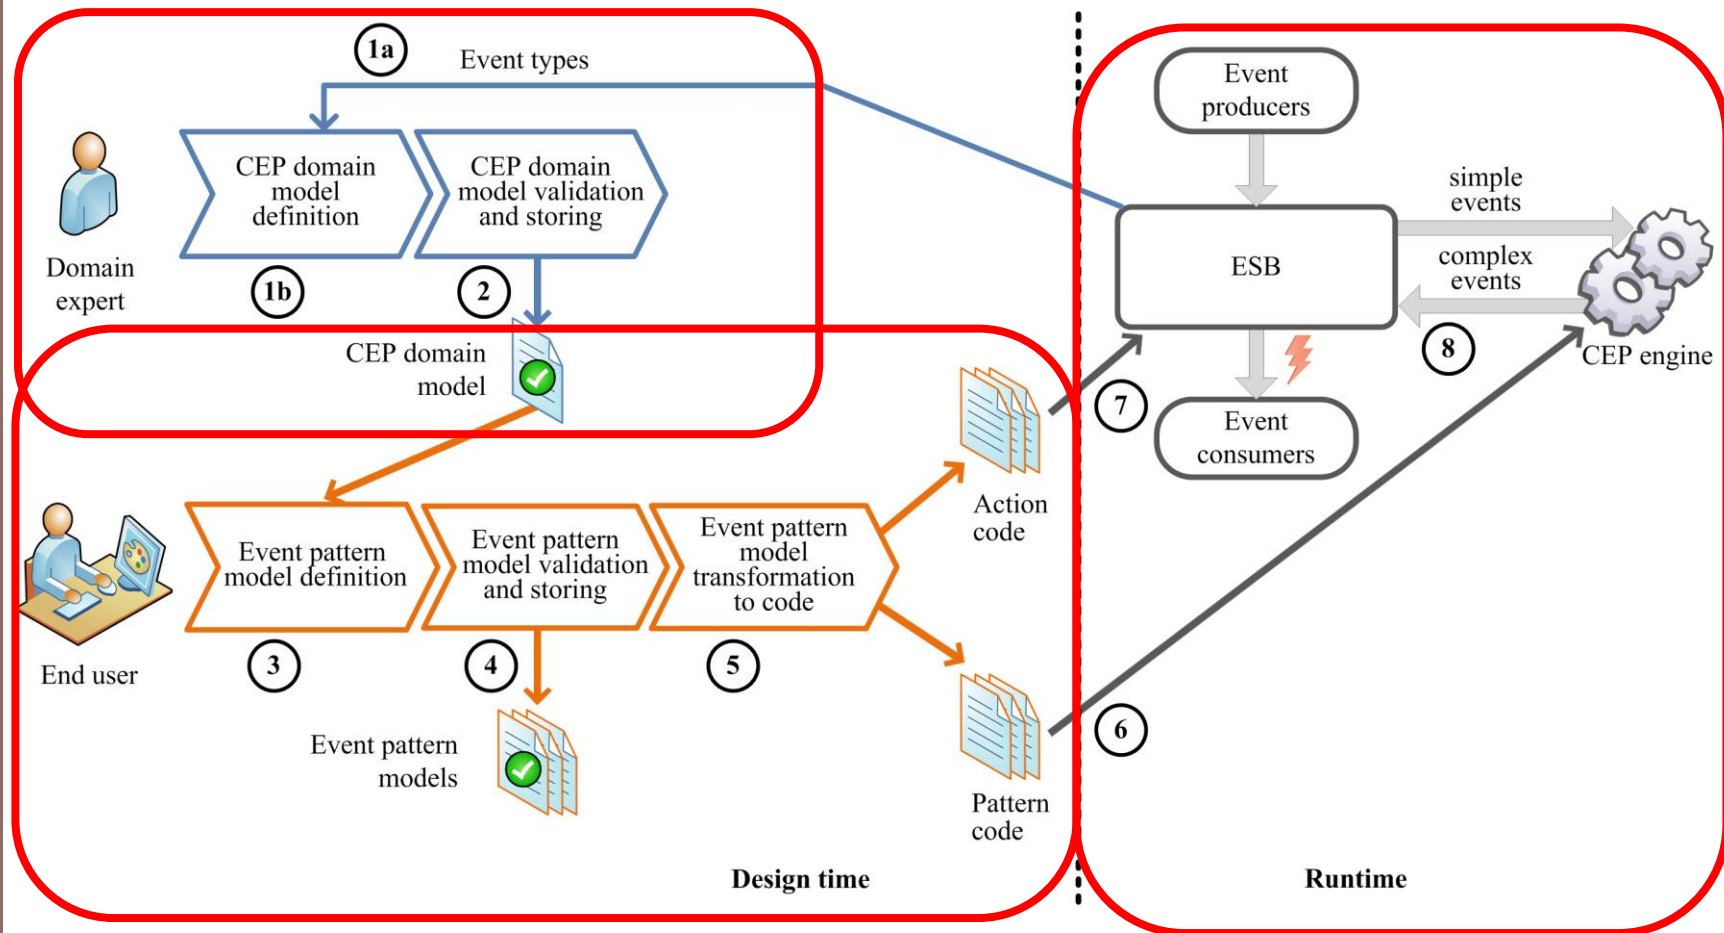 1a
Event types
CEP domain
model
definition
CEP domain
model validation
and storing
Domain
expert
1b
2
CEP domain
model
Event
producers
simple
events
ESB
complex
events
8
CEP engine
7
Event
consumers
Action
code
Event pattern
model definition
Event pattern
model validation
and storing
Event pattern
model
transformation
to code
End user
3
4
5
6
Event pattern
models
Pattern
code
Design time
Runtime